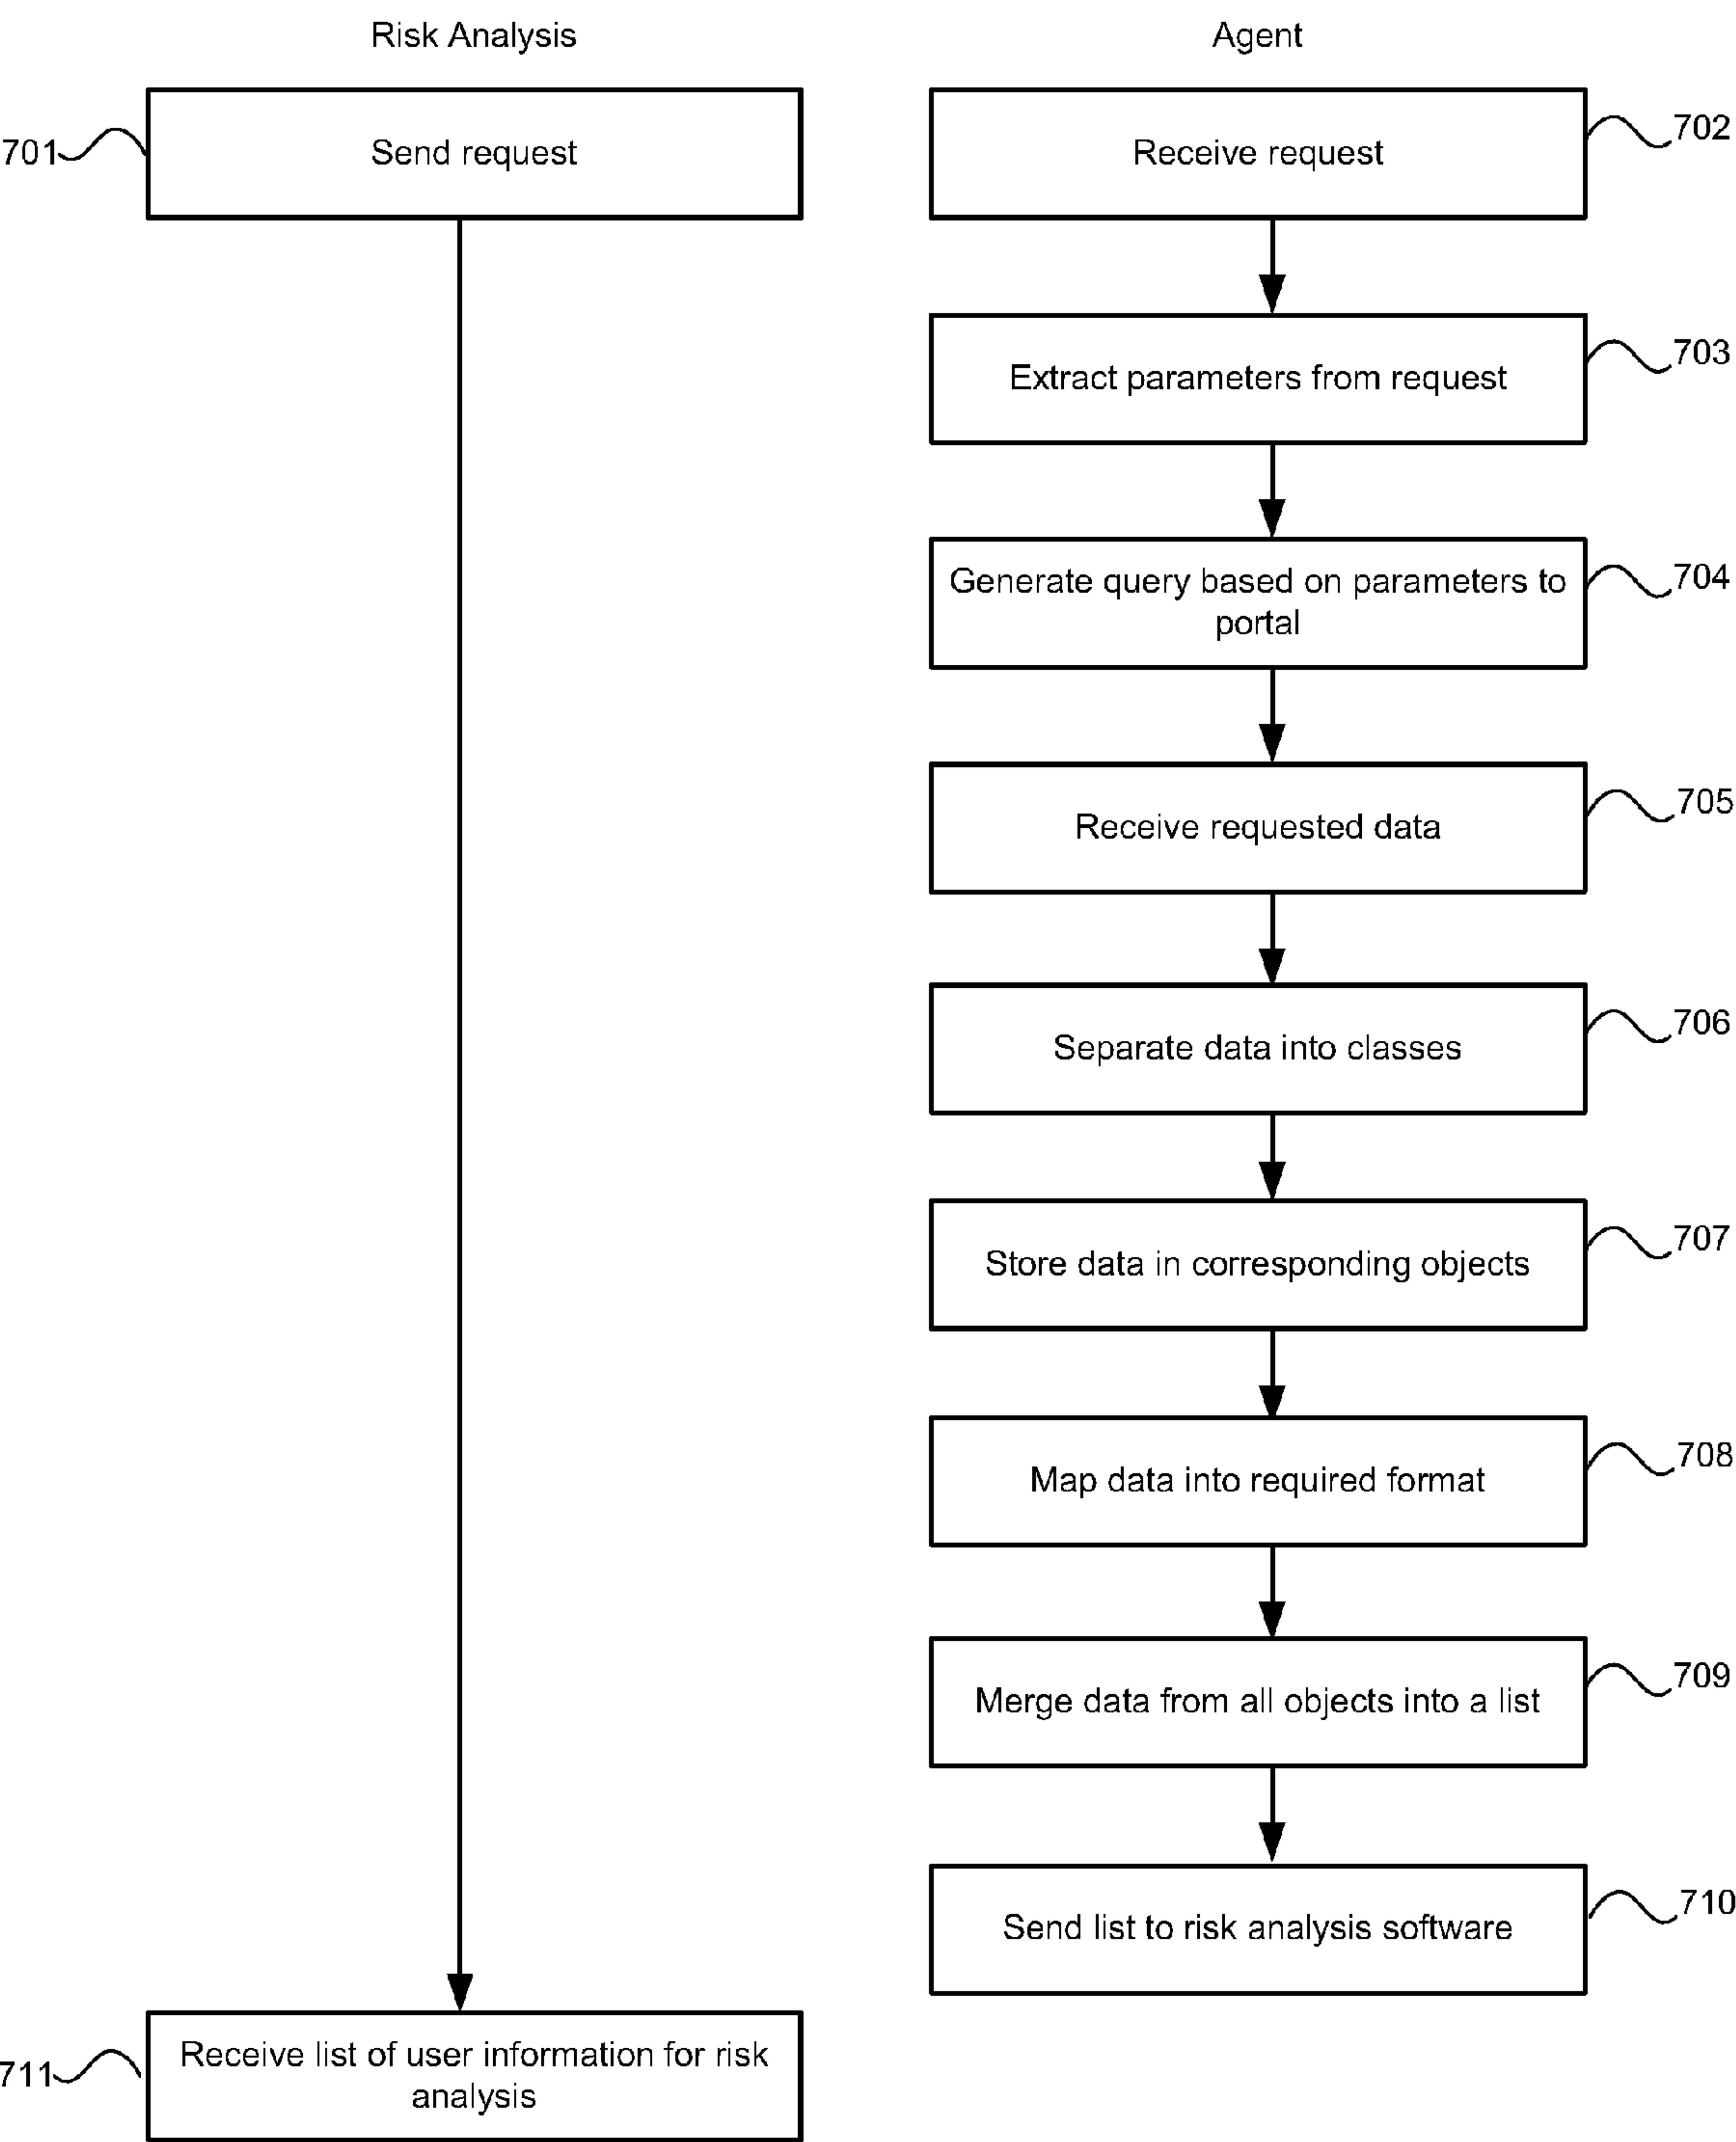 Risk Analysis
Agent
701
Send request
Receive request
702
Extract parameters from request
703
Generate query based on parameters to
portal
704
Receive requested data
705
Separate data into classes
706
Store data in corresponding objects
707
Map data into required format
708
Merge data from all objects into a list
709
Send list to risk analysis software
710
711
Receive list of user information for risk
analysis